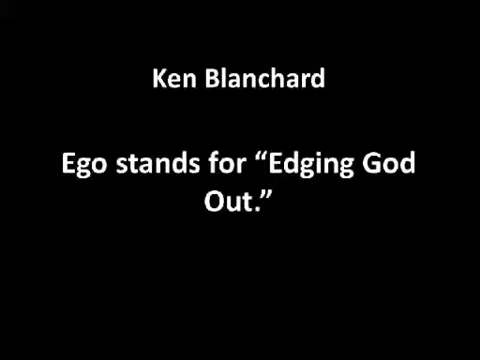 Ken Blanchard
Ego stands for “Edging God
Out.”